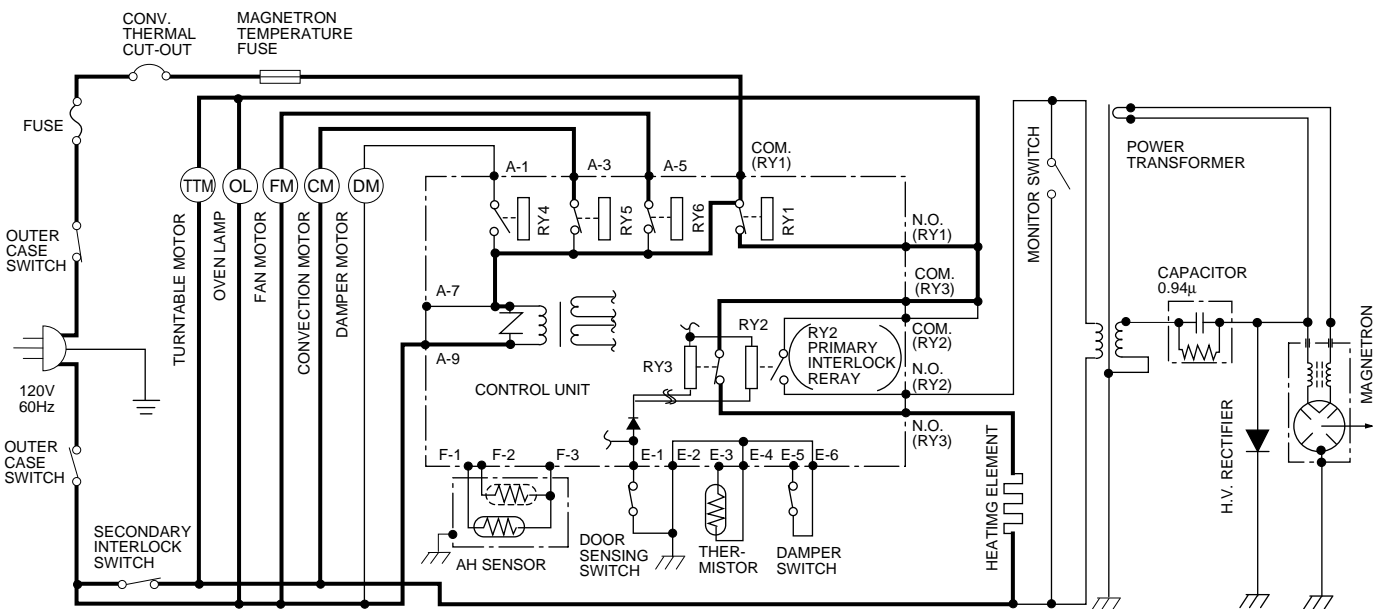 CONV.
THERMAL
CUT-OUT
MAGNETRON
TEMPERATURE
FUSE
FUSE
OUTER
CASE
SWITCH
120V
60Hz
OUTER
CASE
SWITCH
SECONDARY
INTERLOCK
SWITCH
TTM
OL
FM
CM
DM
TURNTABLE MOTOR
OVEN LAMP
FAN MOTOR
CONVECTION MOTOR
DAMPER MOTOR
A-1
A-3
A-5
COM.
(RY1)
RY4
RY5
RY6
RY1
N.O.
(RY1)
A-7
A-9
COM.
(RY3)
COM.
(RY2)
N.O.
(RY2)
N.O.
(RY3)
CONTROL UNIT
RY3
RY2
RY2
PRIMARY
INTERLOCK
RERAY
F-1
F-2
F-3
E-1
E-2
E-3
E-4
E-5
E-6
AH SENSOR
DOOR
SENSING
SWITCH
THER-
MISTOR
DAMPER
SWITCH
HEATIMG ELEMENT
MONITOR SWITCH
POWER
TRANSFORMER
CAPACITOR
0.94μ
H.V. RECTIFIER
MAGNETRON